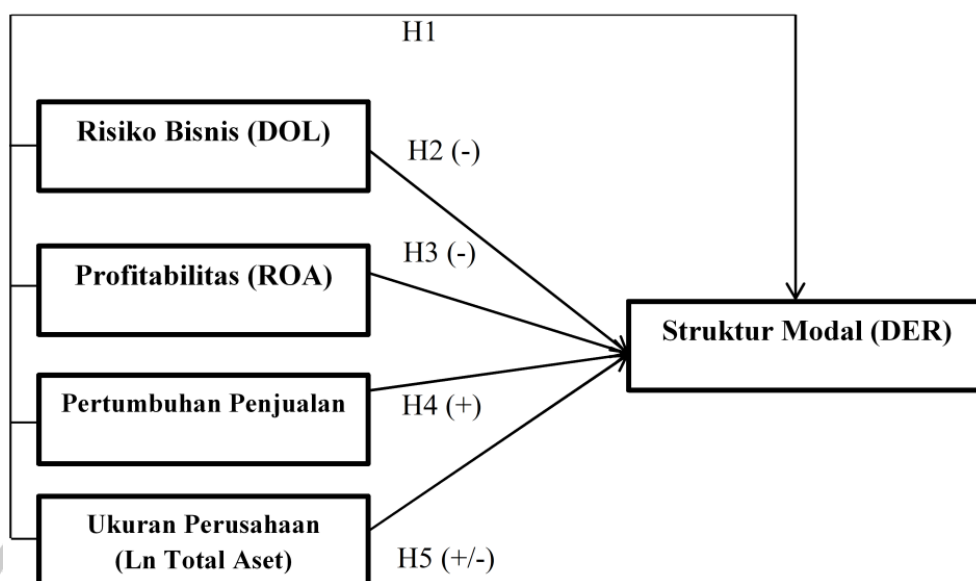 H1
Risiko Bisnis (DOL)
H2 (-)
Profitabilitas (ROA)
H3 (-)
Struktur Modal (DER)
Pertumbuhan Penjualan
H4 (+)
Ukuran Perusahaan
(Ln Total Aset)
H5 (+/-)